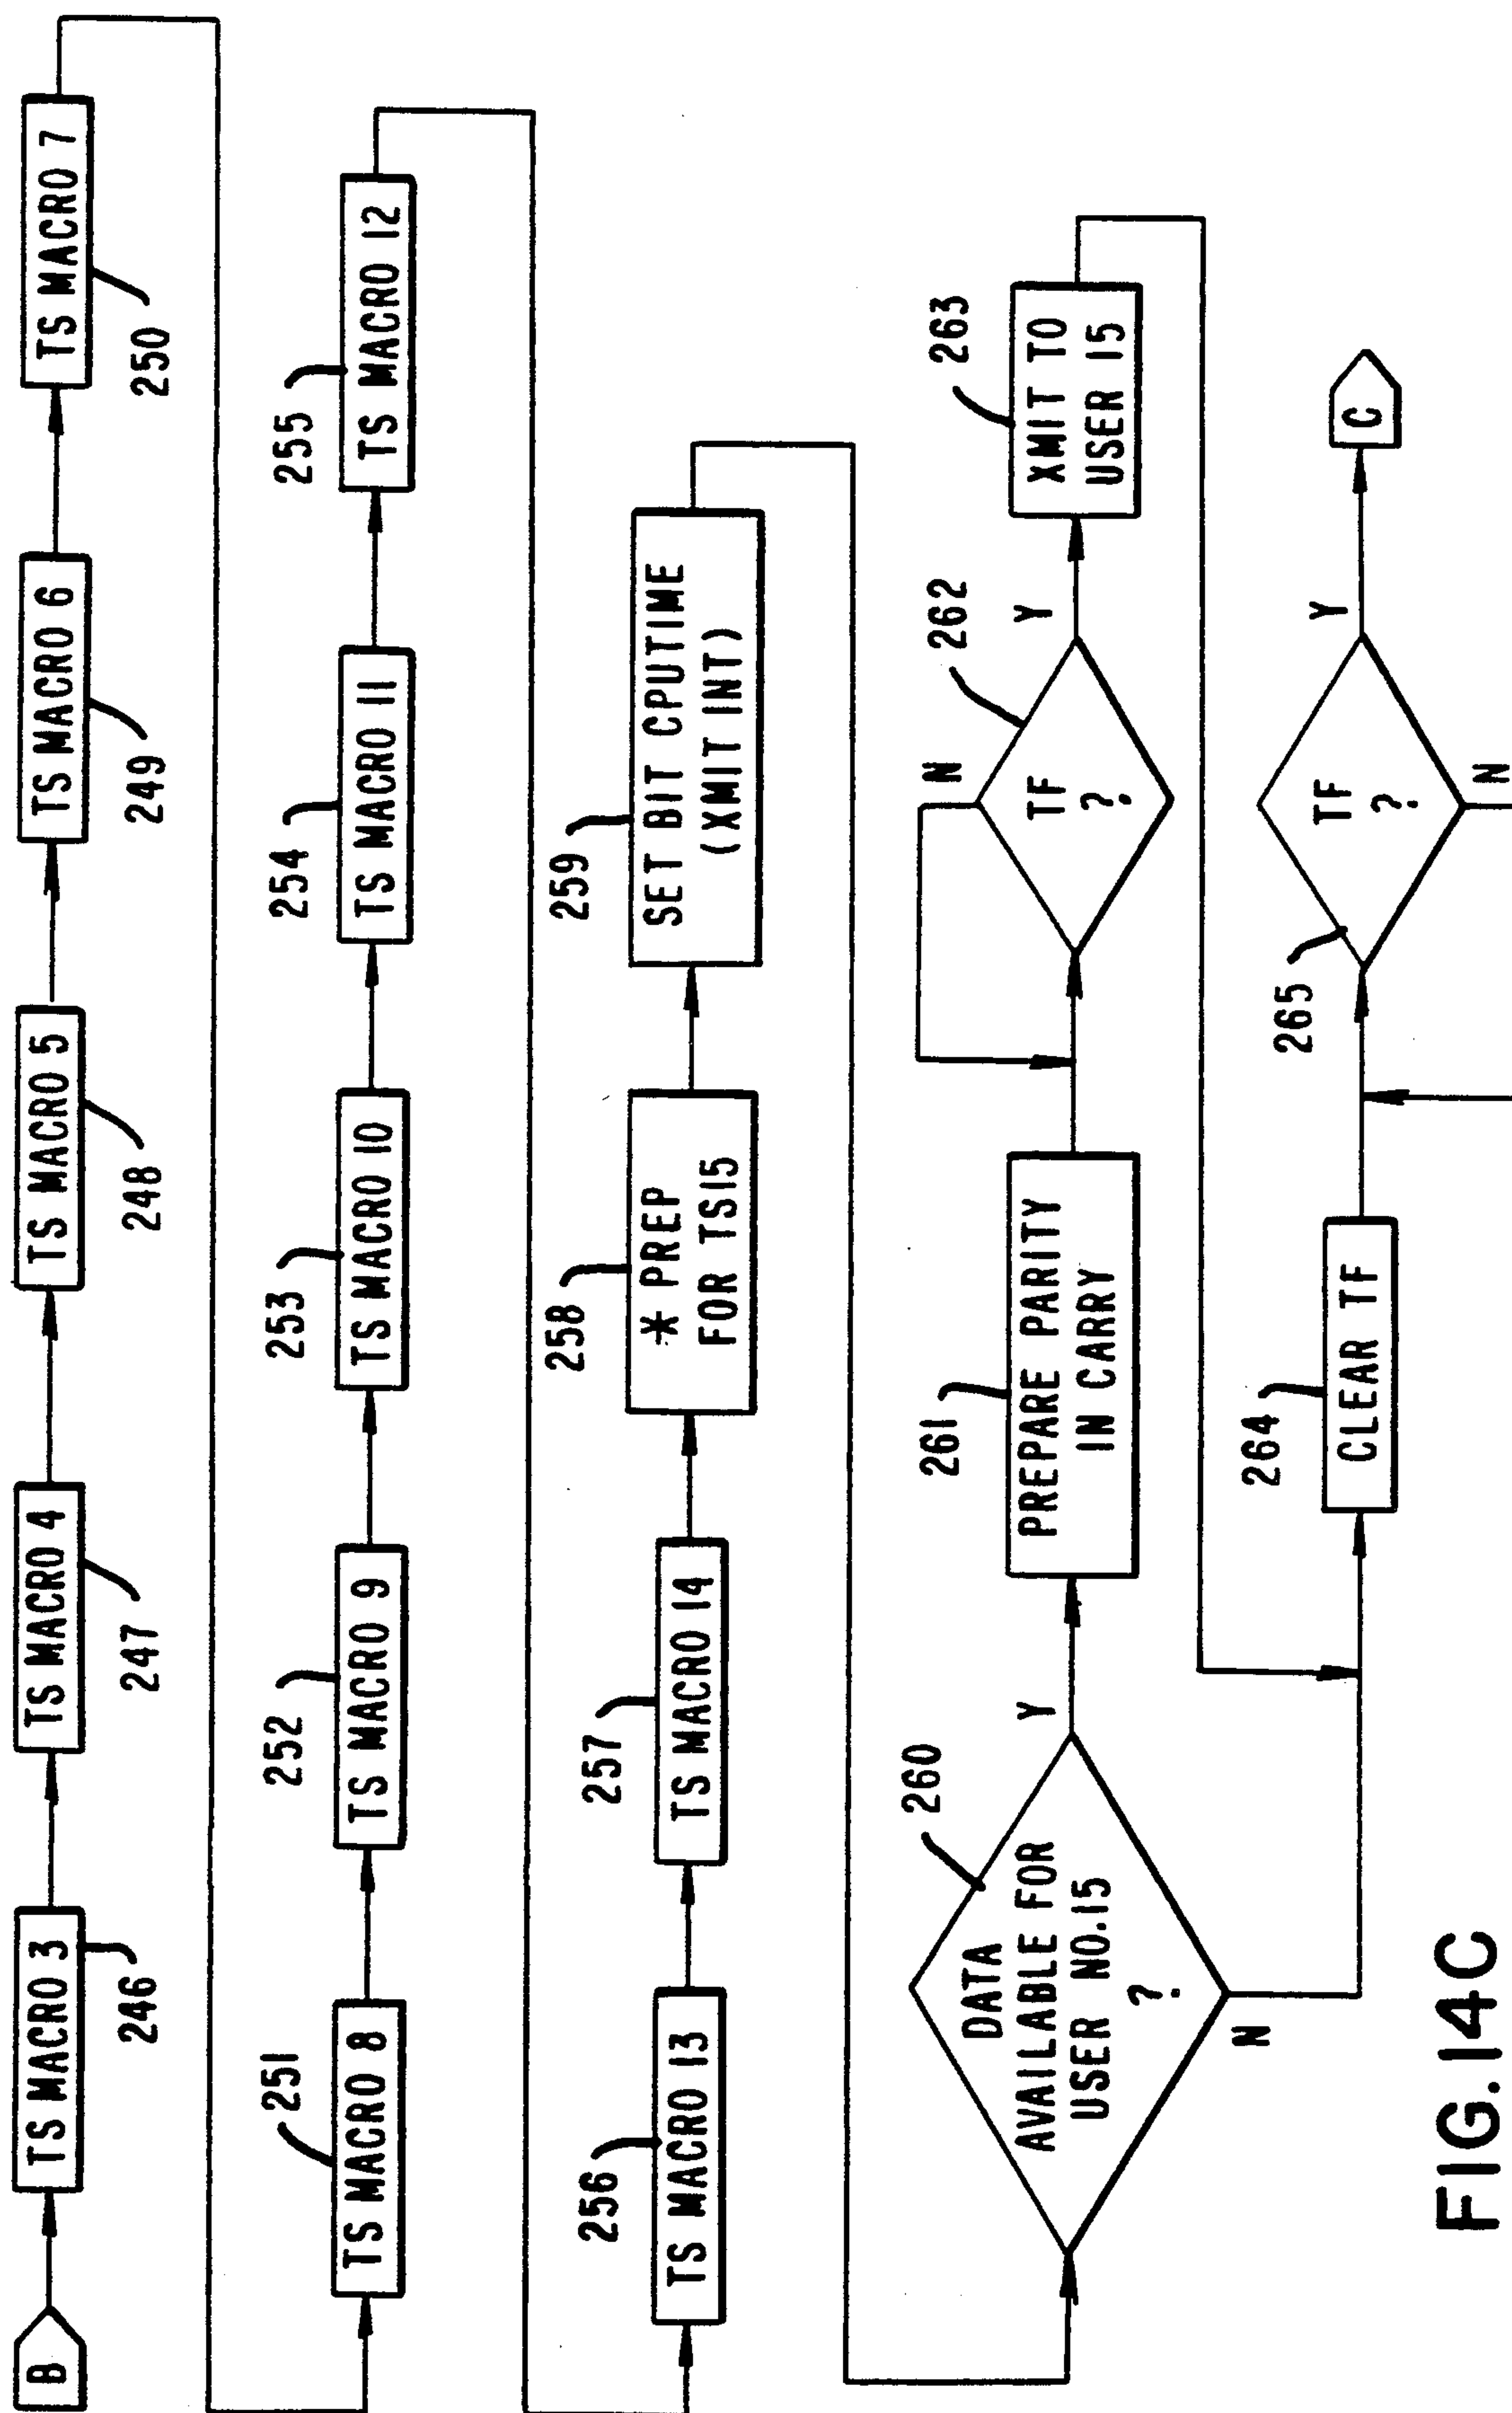 B
TS MACRO 3
246
TS MACRO 4
247
TS MACRO 5
248
TS MACRO 6
249
TS MACRO 7
250
TS MACRO 8
251
TS MACRO 9
252
TS MACRO 10
253
TS MACRO 11
254
TS MACRO 12
255
TS MACRO 13
256
TS MACRO 14
257
* PREP
FOR TS15
258
SET BIT CPUTIME
(XMIT INT)
259
DATA
AVAILABLE FOR
USER NO.15
?
260
Y
N
PREPARE PARITY
IN CARRY
261
TF
?
262
N
Y
XMIT TO
USER 15
263
CLEAR TF
264
TF
?
265
Y
N
C
FIG.14C